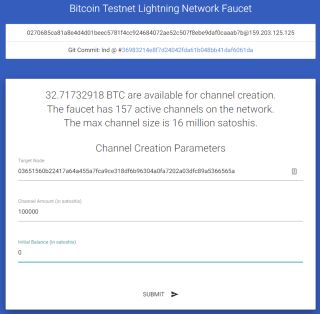 Bitcoin Testnet Lightning Network Faucet
0270685ca81a8e4d4d01beec5781f4cc924684072ae52c507f8ebe9daf0caaab7b@159.203.125.125
Git Commit: lnd @ #36983214e8f7d24042fda61b048bb41daf6061da
32.71732918 BTC are available for channel creation.
The faucet has 157 active channels on the network.
The max channel size is 16 million satoshis.
Channel Creation Parameters
Target Node
03651560b22417a64a455a7fca9ce318df6b96304a0fa7202a03dfc89a5366565a
Channel Amount (in satoshis)
100000
Initial Balance (in satoshis)
0
SUBMIT